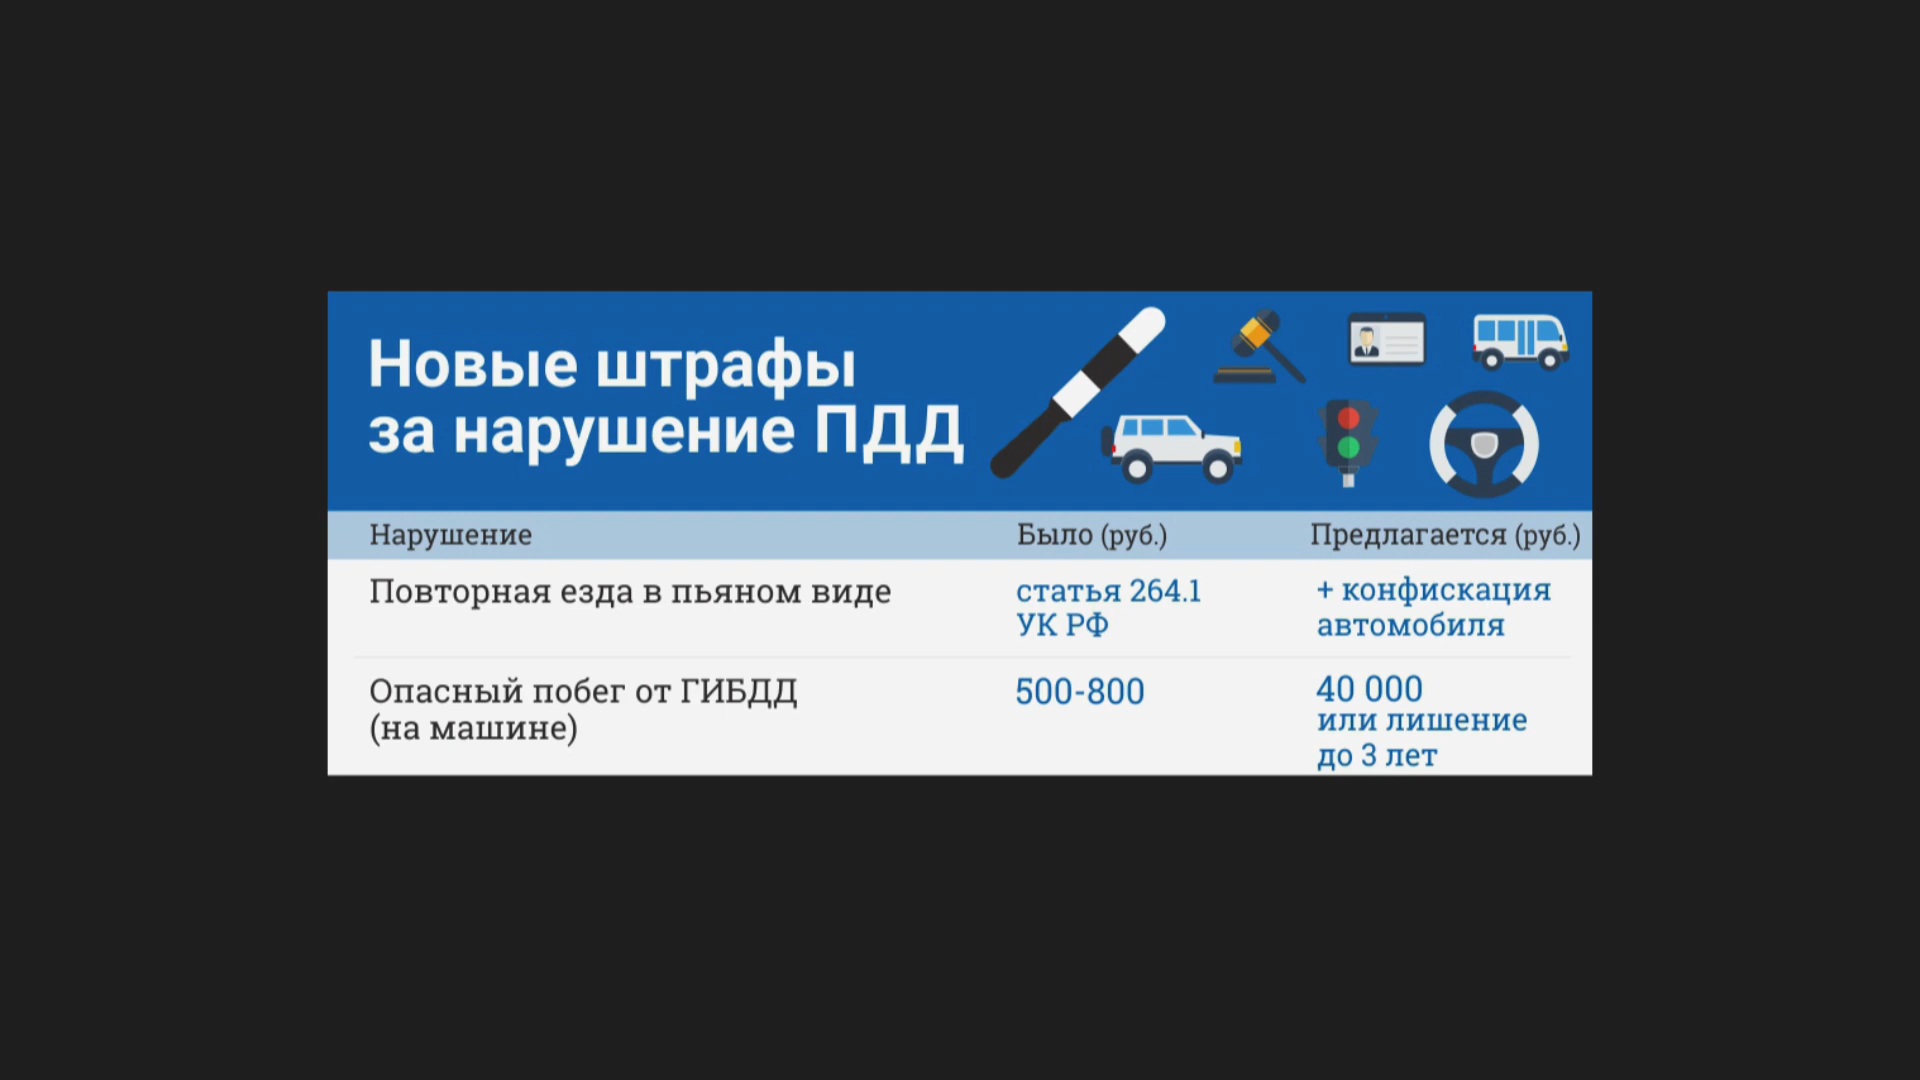 Новые штрафы
за нарушение ПДД
Нарушение Было (руб.) Предлагается (руб.)
Повторная езда в пьяном виде статья 264.1 + конфискация
УК РФ автомобиля
Опасный побег от ГИБДД 500-800 40 000
(на машине) или лишение
до 3 лет